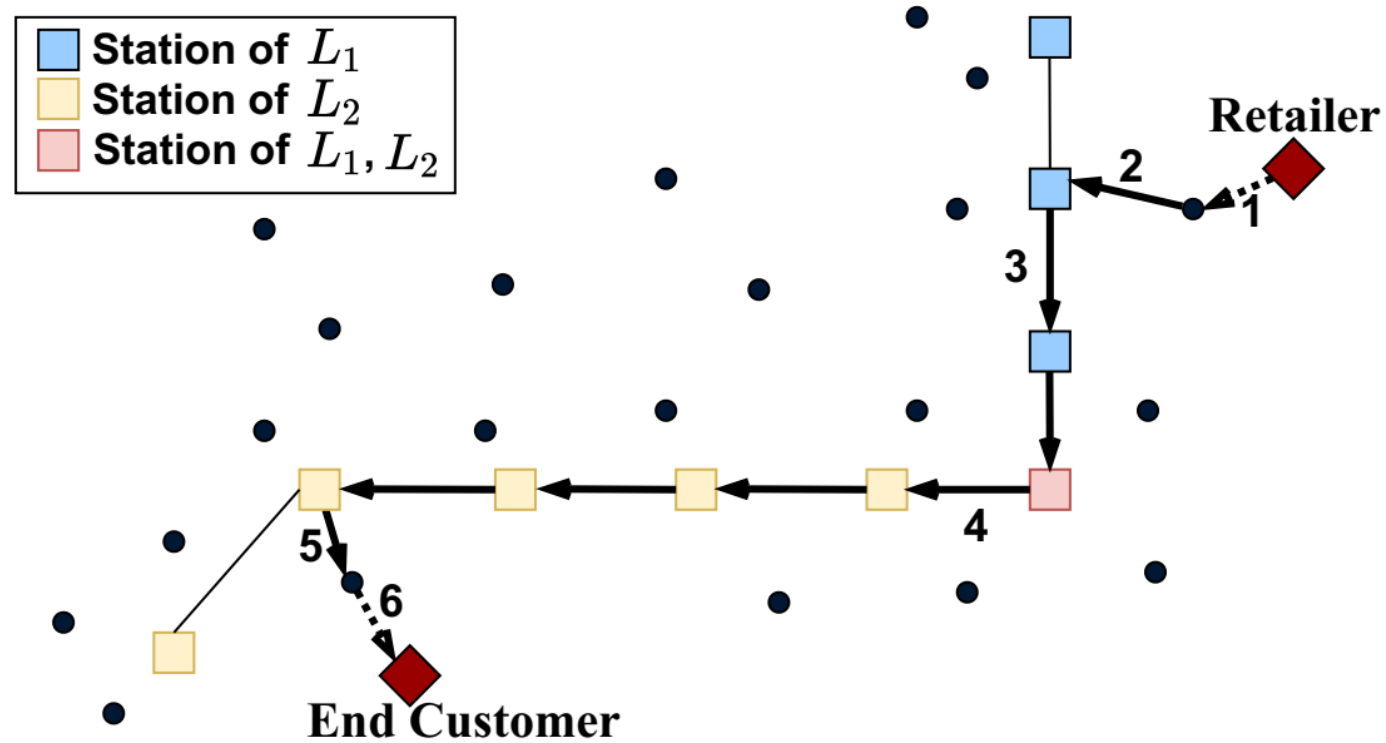 Station of L₁
Station of L₂
Station of L₁, L₂
Retailer
2
1
3
4
5
6
End Customer